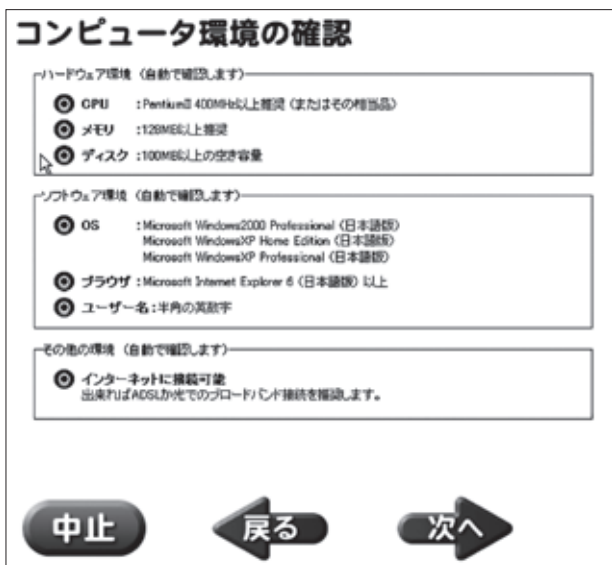 コンピュータ環境の確認
ハードウェア環境（自動で確認します）
CPU　：PentiumⅡ 400MHz以上推奨（またはその相当品）
メモリ　：128MB以上推奨
ディスク：100MB以上の空き容量
ソフトウェア環境（自動で確認します）
OS　：Microsoft Windows2000 Professional（日本語版）
Microsoft WindowsXP Home Edition（日本語版）
Microsoft WindowsXP Professional（日本語版）
ブラウザ：Microsoft Internet Explorer 6（日本語版）以上
ユーザー名：半角の英数字
その他の環境（自動で確認します）
インターネットに接続可能
出来ればADSLか光でのブロードバンド接続を推奨します。
中止
戻る
次へ